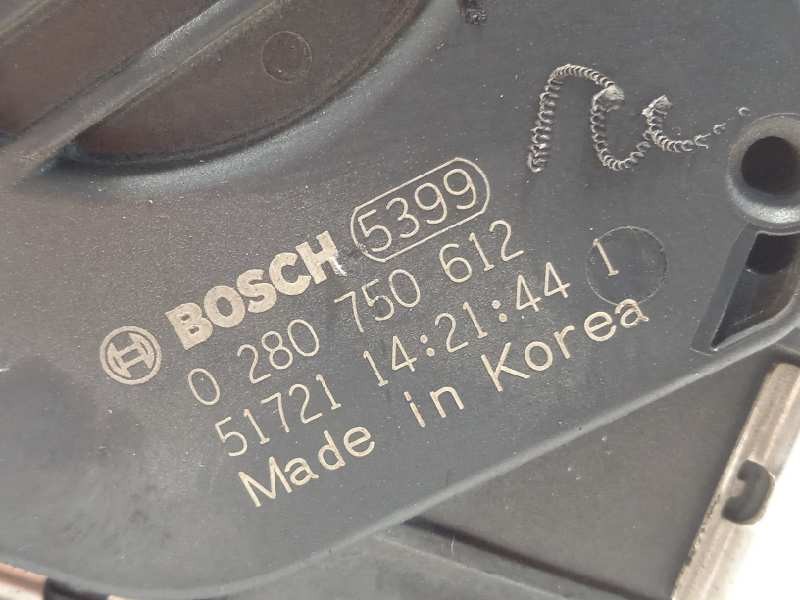 BOSCH 5399
0 280 750 612
51721 14:21:44 1
Made in Korea